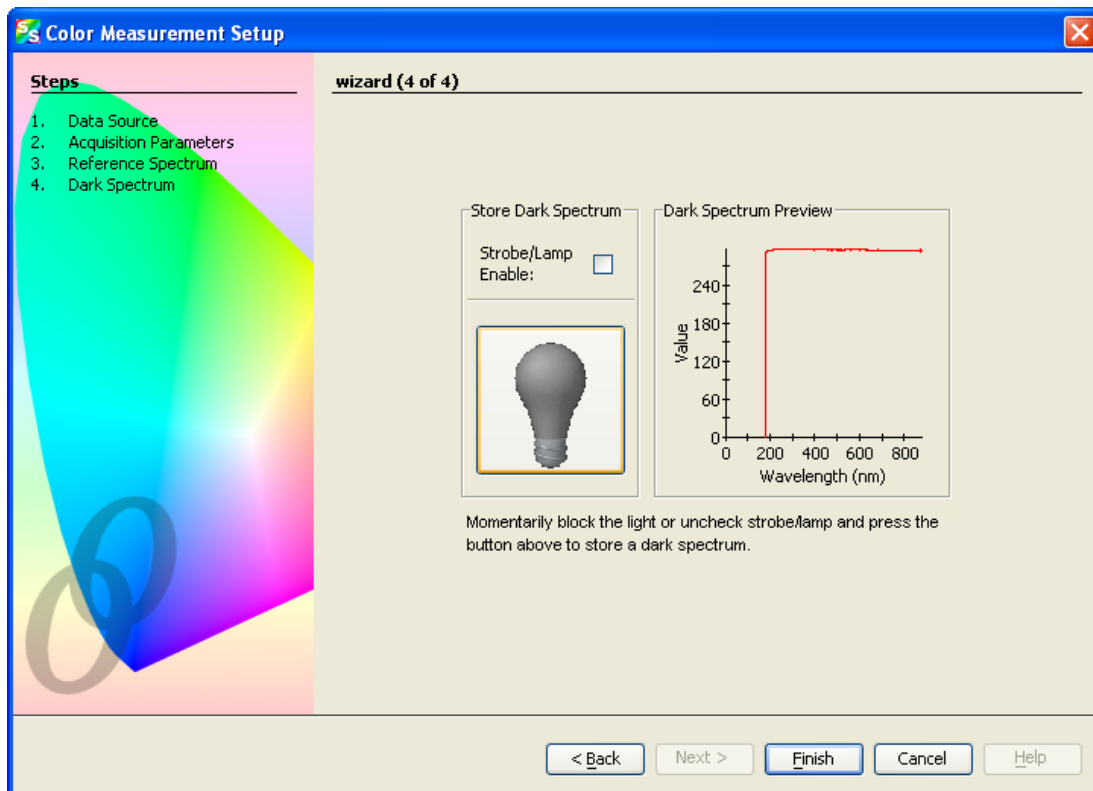 Color Measurement Setup
Steps
1. Data Source
2. Acquisition Parameters
3. Reference Spectrum
4. Dark Spectrum
wizard (4 of 4)
Store Dark Spectrum
Strobe/Lamp
Enable:
Dark Spectrum Preview
Value
240
180
120
60
0
0 200 400 600 800
Wavelength (nm)
Momentarily block the light or uncheck strobe/lamp and press the
button above to store a dark spectrum.
< Back
Next >
Finish
Cancel
Help